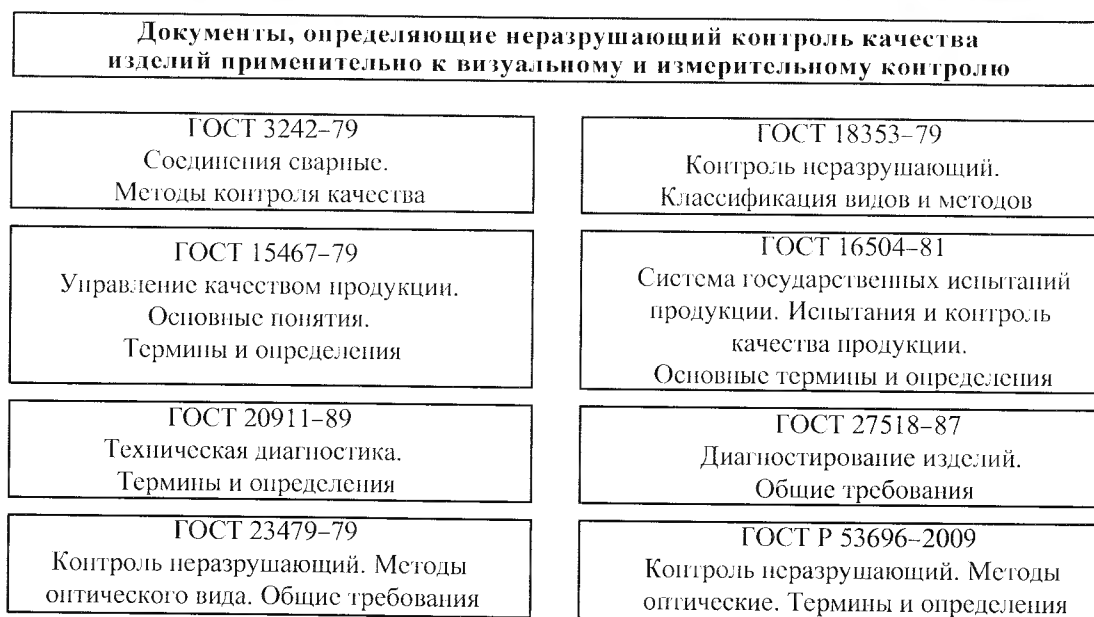 Документы, определяющие неразрушающий контроль качества
изделий применительно к визуальному и измерительному контролю
ГОСТ 3242–79
Соединения сварные.
Методы контроля качества
ГОСТ 18353–79
Контроль неразрушающий.
Классификация видов и методов
ГОСТ 15467–79
Управление качеством продукции.
Основные понятия.
Термины и определения
ГОСТ 16504–81
Система государственных испытаний
продукции. Испытания и контроль
качества продукции.
Основные термины и определения
ГОСТ 20911–89
Техническая диагностика.
Термины и определения
ГОСТ 27518–87
Диагностирование изделий.
Общие требования
ГОСТ 23479–79
Контроль неразрушающий. Методы
оптического вида. Общие требования
ГОСТ Р 53696–2009
Контроль неразрушающий. Методы
оптические. Термины и определения